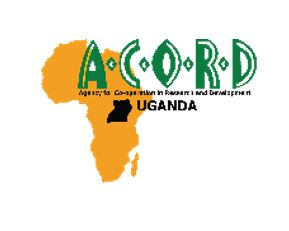 A·C·O·R·D
Agency for Co-operation in Research and Development
UGANDA